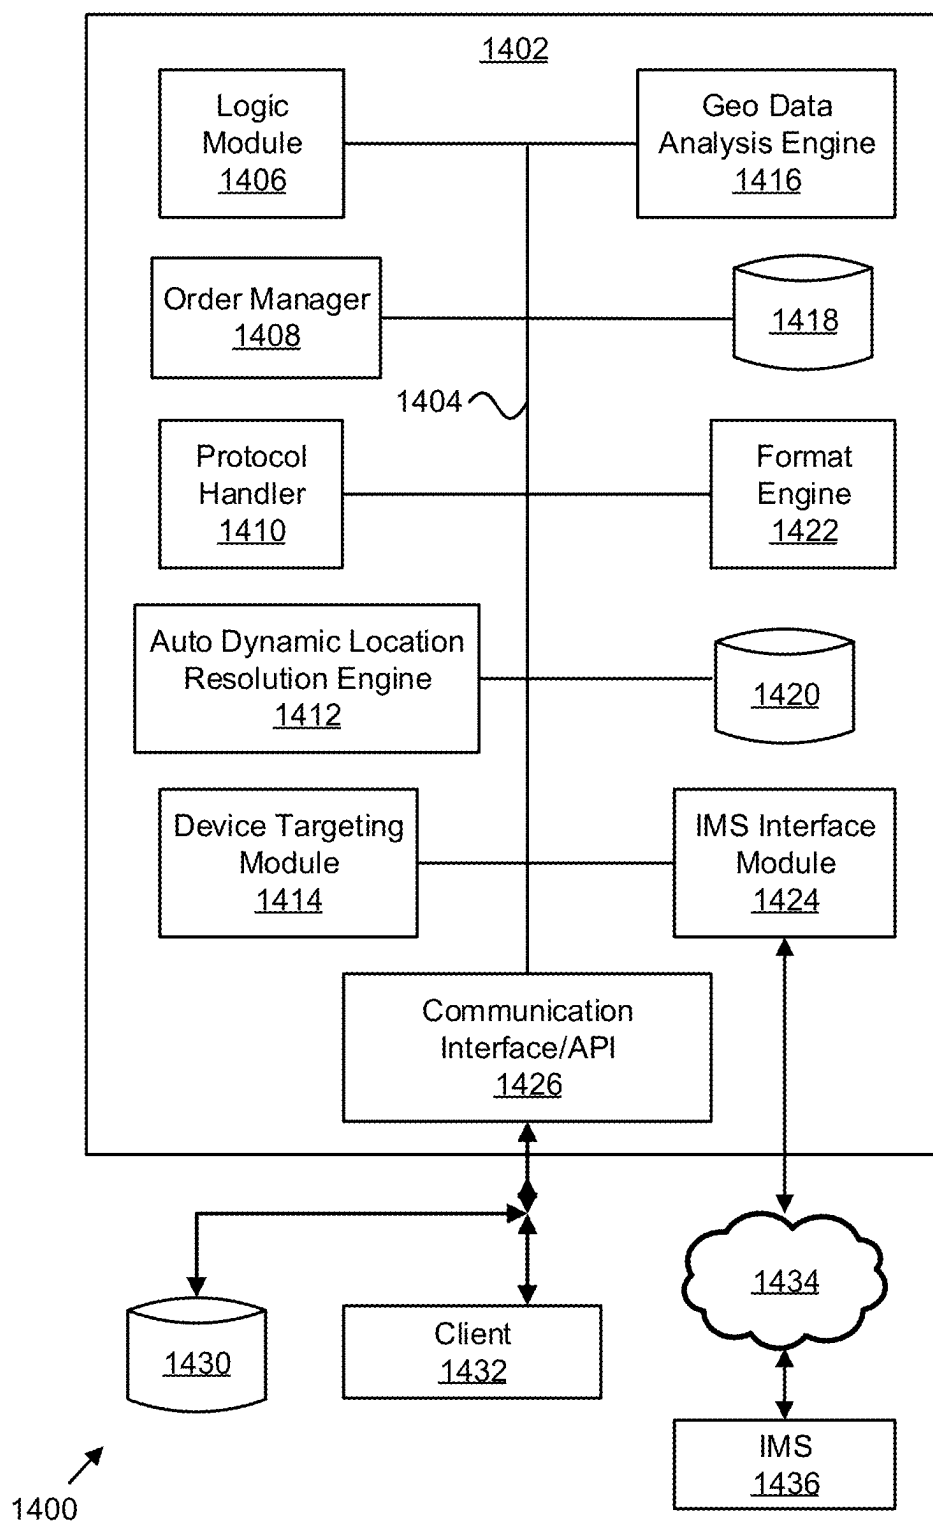 1402
Logic
Module
1406
Geo Data
Analysis Engine
1416
Order Manager
1408
1418
1404
Protocol
Handler
1410
Format
Engine
1422
Auto Dynamic Location
Resolution Engine
1412
1420
Device Targeting
Module
1414
IMS Interface
Module
1424
Communication
Interface/API
1426
1434
1430
Client
1432
IMS
1436
1400